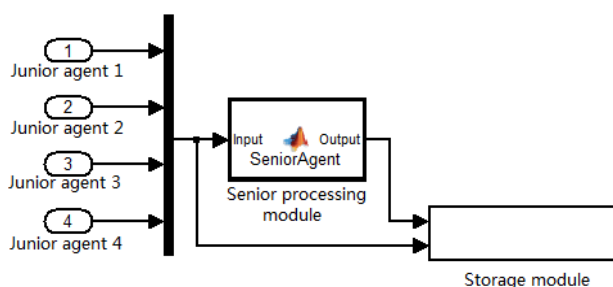 1
Junior agent 1
2
Junior agent 2
3
Junior agent 3
4
Junior agent 4
Input
Output
SeniorAgent
Senior processing
module
Storage module